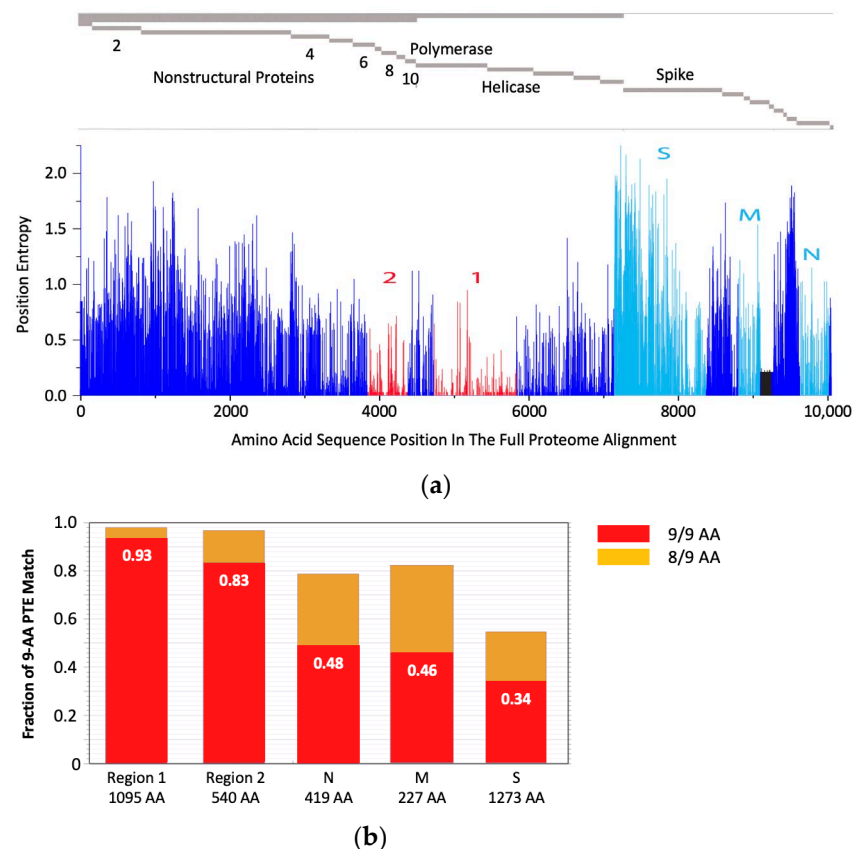 2
4
6
8
10
Polymerase
Nonstructural Proteins
Helicase
Spike
Position Entropy
2.0
1.5
1.0
0.5
0.0
2
1
S
M
N
0
2000
4000
6000
8000
10,000
Amino Acid Sequence Position In The Full Proteome Alignment
(a)
Fraction of 9-AA PTE Match
1.0
0.8
0.6
0.4
0.2
0
0.93
0.83
0.48
0.46
0.34
9/9 AA
8/9 AA
Region 1
1095 AA
Region 2
540 AA
N
419 AA
M
227 AA
S
1273 AA
(b)